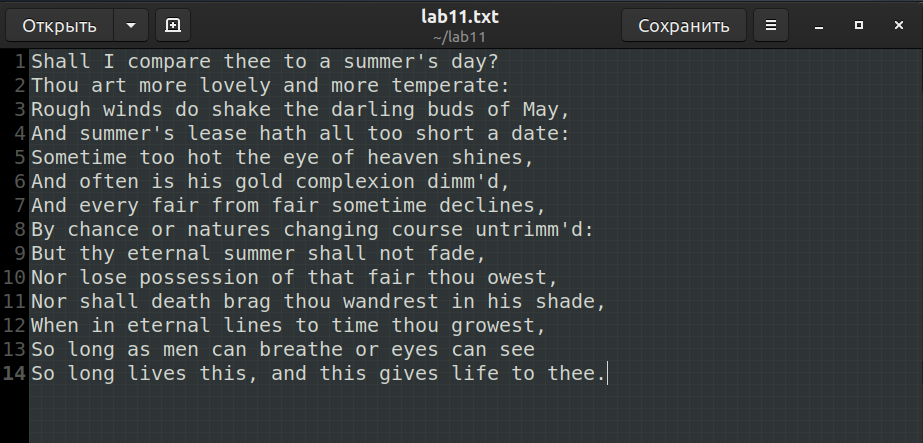 Открыть
lab11.txt
~/lab11
Сохранить
1 Shall I compare thee to a summer's day?
2 Thou art more lovely and more temperate:
3 Rough winds do shake the darling buds of May,
4 And summer's lease hath all too short a date:
5 Sometime too hot the eye of heaven shines,
6 And often is his gold complexion dimm'd,
7 And every fair from fair sometime declines,
8 By chance or natures changing course untrimm'd:
9 But thy eternal summer shall not fade,
10 Nor lose possession of that fair thou owest,
11 Nor shall death brag thou wandrest in his shade,
12 When in eternal lines to time thou growest,
13 So long as men can breathe or eyes can see
14 So long lives this, and this gives life to thee.